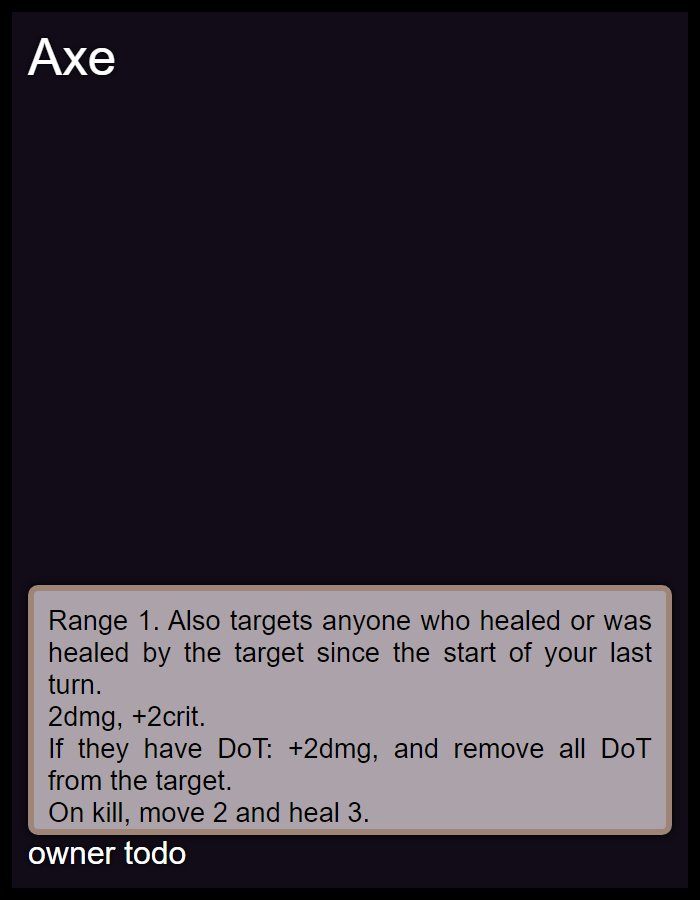 Axe
Range 1. Also targets anyone who healed or was
healed by the target since the start of your last
turn.
2dmg, +2crit.
If they have DoT: +2dmg, and remove all DoT
from the target.
On kill, move 2 and heal 3.
owner todo